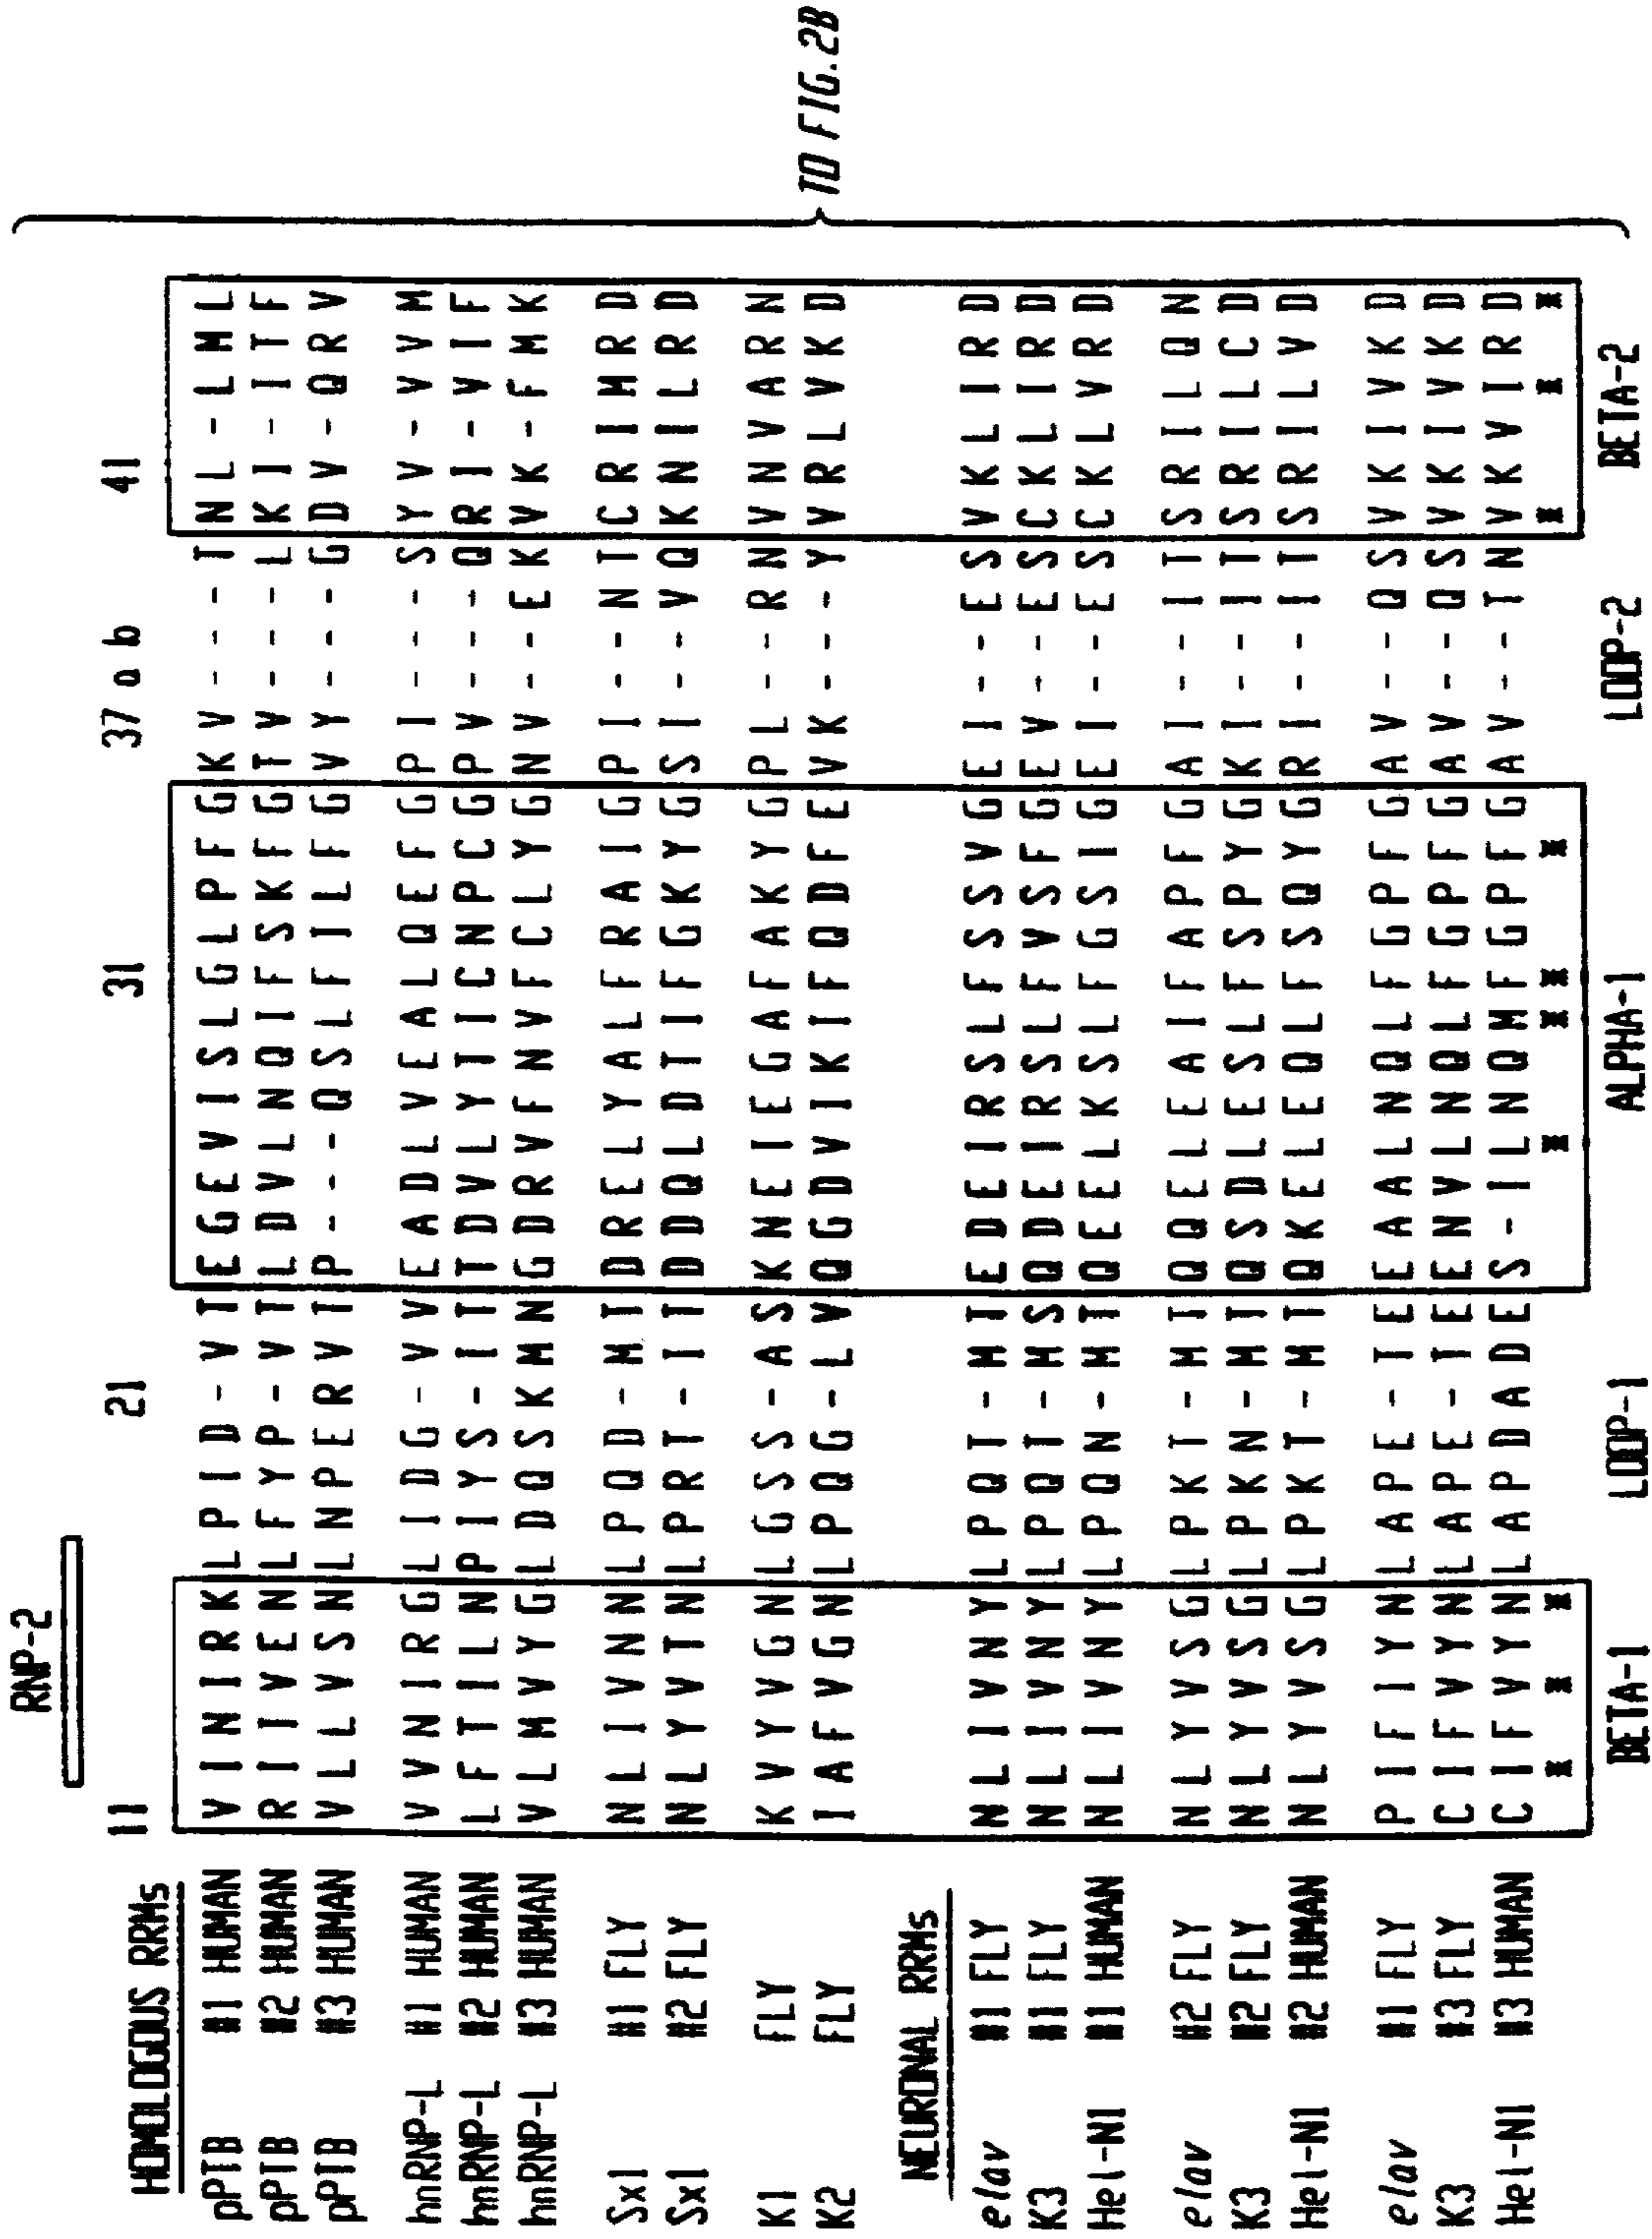 RNP-2
11 21 31 37 a b 41
HOMOLOGOUS RRMs
pPTB #1 HUMAN V I N I R K L P I D - V T E G E V I S L G L P F G K V - - - T N L - L M L
pPTB #2 HUMAN R I I V E N L F Y P - V T L D V L N Q I F S K F G T V - - - L K I - I T F
pPTB #3 HUMAN V L L V S N L N P E R V T P - - - Q S L F I L F G V Y - - - G D V - Q R V
hnRNP-L #1 HUMAN V V N I R G L I D G - V V E A D L V E A L Q E F G P I - - - S Y V - V V M
hnRNP-L #2 HUMAN L F T I L N P I Y S - I T T D V L Y T I C N P C G P V - - - Q R I - V I F
hnRNP-L #3 HUMAN V L M V Y G L D Q S K M N G D R V F N V F C L Y G N V - - E K V K - F M K
Sx1 #1 FLY N L I V N N L P Q D - M T D R E L Y A L F R A I G P I - - N T C R I M R D
Sx1 #2 FLY N L Y V T N L P R T - I T D D Q L D T I F G K Y G S I - - V Q K N I L R D
K1 FLY K V Y V G N L G S S - A S K N E I E G A F A K Y G P L - - R N V N V A R N
K2 FLY I A F V G N L P Q G - L V Q G D V I K I F Q D F E V K - - - Y V R L V K D
NEURONAL RRMs
elav #1 FLY N L I V N Y L P Q T - M T E D E I R S L F S S V G E I - - E S V K L I R D
K3 #1 FLY N L I V N Y L P Q T - M S Q D E I R S L F V S F G E V - - E S C K L I R D
Hel-N1 #1 HUMAN N L I V N Y L P Q N - M T Q E E L K S L F G S I G E I - - E S C K L V R D
elav #2 FLY N L Y V S G L P K T - M T Q Q E L E A I F A P F G A I - - I T S R I L Q N
K3 #2 FLY N L Y V S G L P K N - M T Q S D L E S L F S P Y G K I - - I T S R I L C D
Hel-N1 #2 HUMAN N L Y V S G L P K T - M T Q K E L E Q L F S Q Y G R I - - I T S R I L V D
elav #1 FLY P I F I Y N L A P E - T E E A A L N Q L F G P F G A V - - Q S V K I V K D
K3 #3 FLY C I F V Y N L A P E - T E E N V L N Q L F G P F G A V - - Q S V K I V K D
Hel-N1 #3 HUMAN C I F V Y N L A P D A D E S - I L N Q M F G P F G A V - - T N V K V I R D
* * * * * * * * * *
BETA-1 LOOP-1 ALPHA-1 LOOP-2 BETA-2
TO FIG.2B